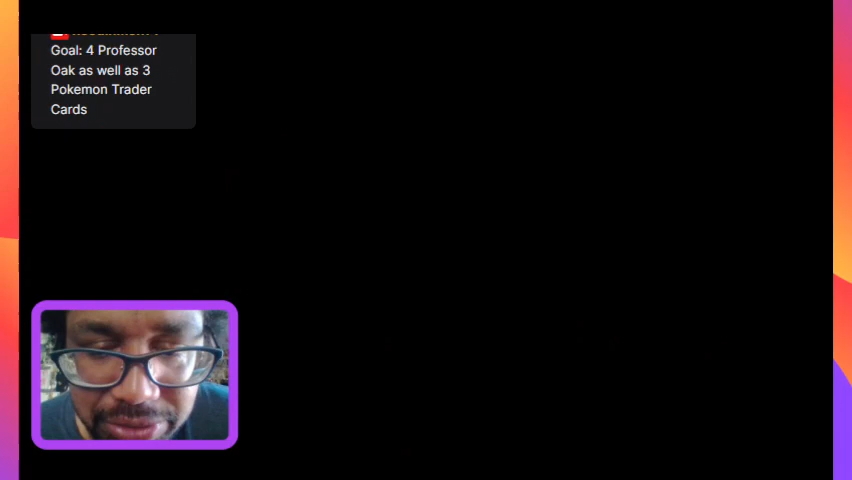 Goal: 4 Professor
Oak as well as 3
Pokemon Trader
Cards